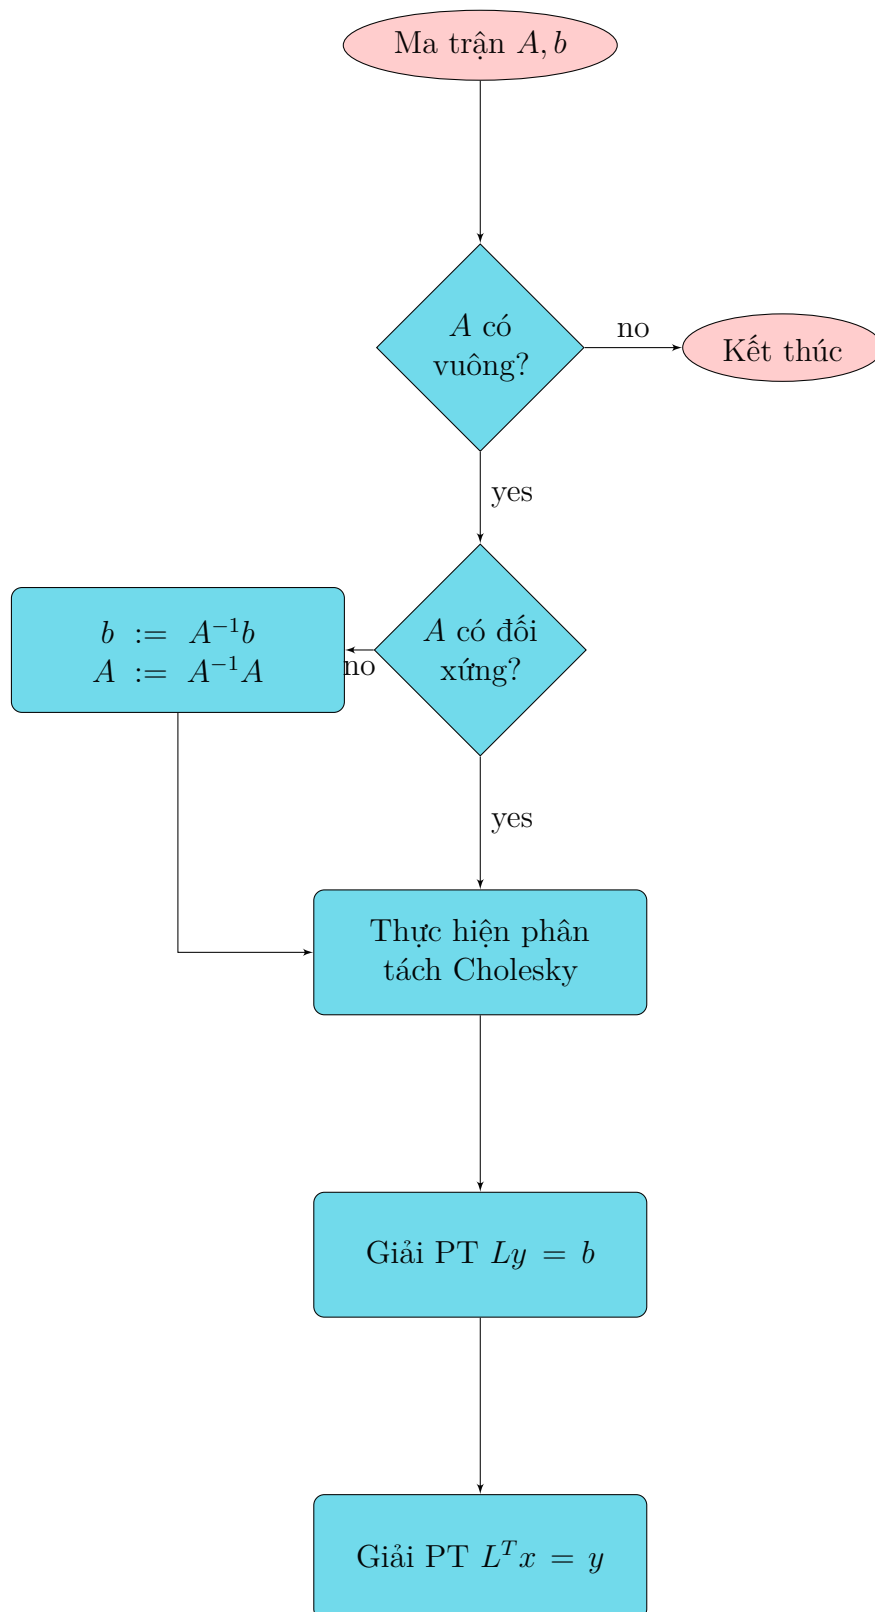 Ma trận A, b
A có
vuông?
no
Kết thúc
yes
b := A⁻¹b
A := A⁻¹A
no
A có đối
xứng?
yes
Thực hiện phân
tách Cholesky
Giải PT Ly = b
Giải PT Lᵀx = y